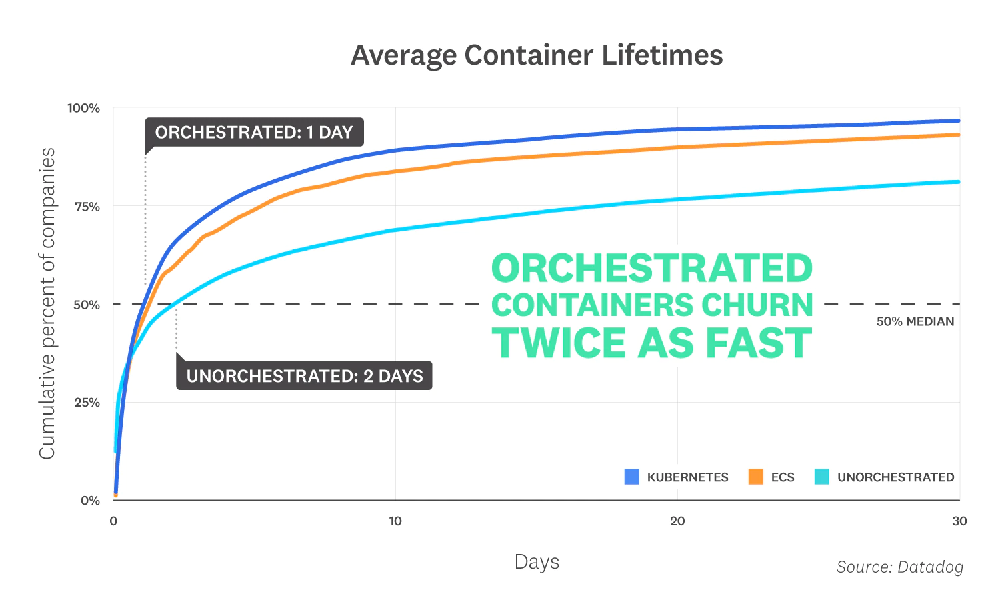 Average Container Lifetimes
Cumulative percent of companies
100%
75%
50%
25%
0%
ORCHESTRATED: 1 DAY
UNORCHESTRATED: 2 DAYS
ORCHESTRATED
CONTAINERS CHURN
TWICE AS FAST
50% MEDIAN
KUBERNETES
ECS
UNORCHESTRATED
0
10
20
30
Days
Source: Datadog